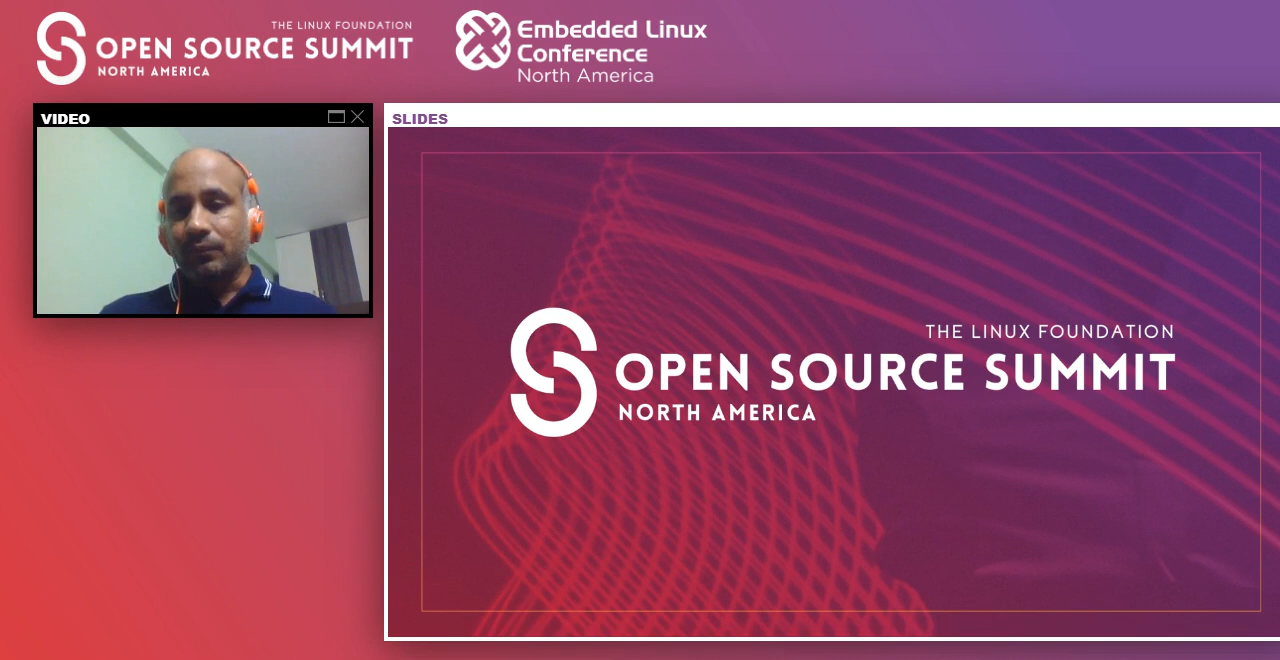 THE LINUX FOUNDATION
OPEN SOURCE SUMMIT
NORTH AMERICA
Embedded Linux
Conference
North America
VIDEO
SLIDES
THE LINUX FOUNDATION
OPEN SOURCE SUMMIT
NORTH AMERICA